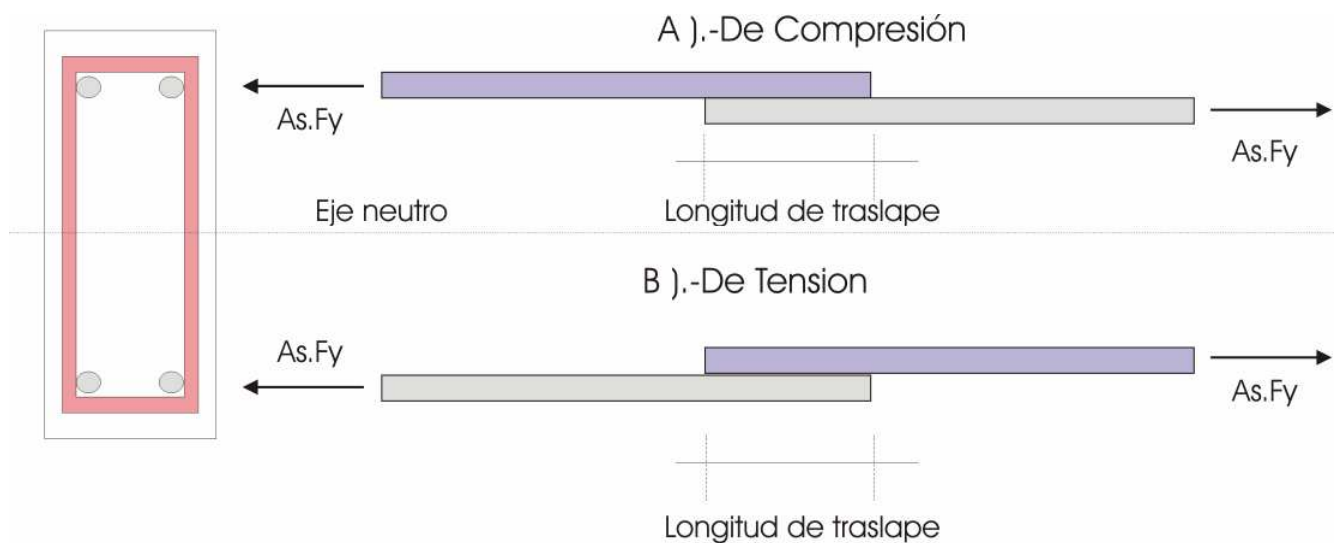 A ).-De Compresión
As.Fy
As.Fy
Eje neutro
Longitud de traslape
B ).-De Tension
As.Fy
As.Fy
Longitud de traslape